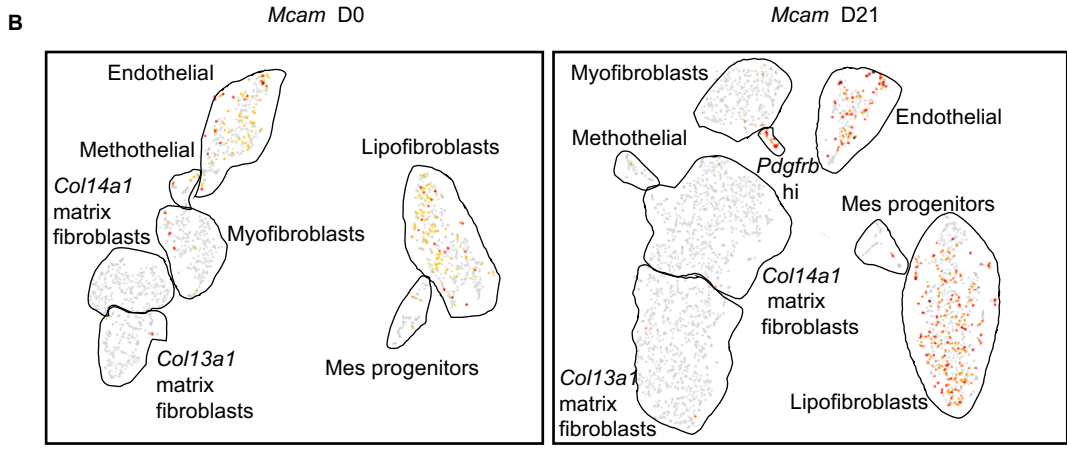 B
Mcam D0
Endothelial
Methothelial
Col14a1
matrix
fibroblasts
Myofibroblasts
Lipofibroblasts
Col13a1
matrix
fibroblasts
Mes progenitors
Mcam D21
Myofibroblasts
Endothelial
Methothelial
Pdgfrb
hi
Mes progenitors
Col14a1
matrix
fibroblasts
Col13a1
matrix
fibroblasts
Lipofibroblasts